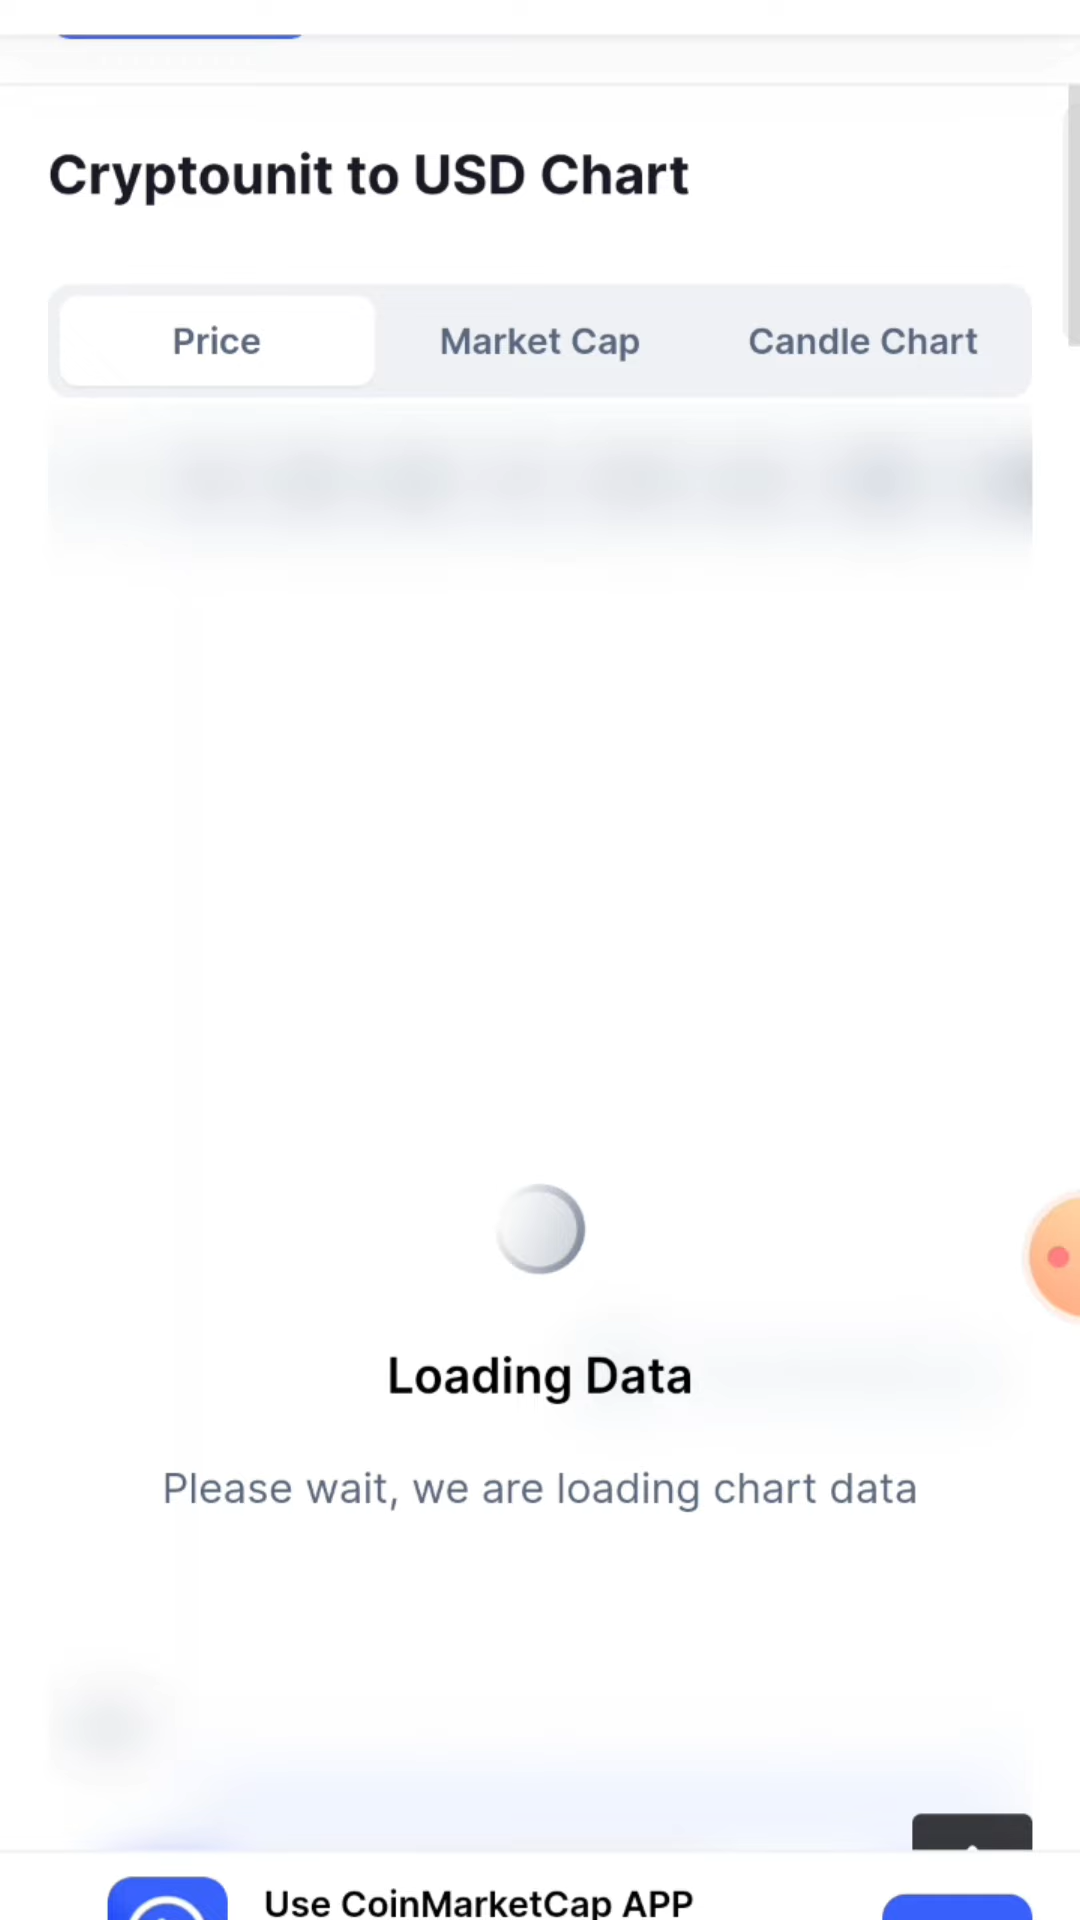 Cryptounit to USD Chart
Price Market Cap Candle Chart
Loading Data
Please wait, we are loading chart data
Use CoinMarketCap APP